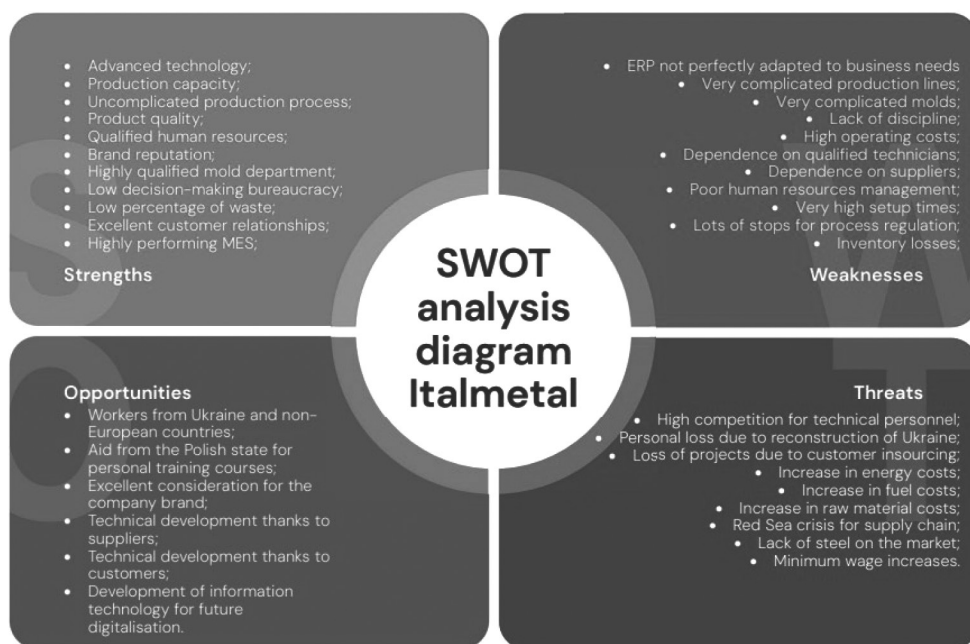 • Advanced technology;
• Production capacity;
• Uncomplicated production process;
• Product quality;
• Qualified human resources;
• Brand reputation;
• Highly qualified mold department;
• Low decision-making bureaucracy;
• Low percentage of waste;
• Excellent customer relationships;
• Highly performing MES;
Strengths
S
• ERP not perfectly adapted to business needs
• Very complicated production lines;
• Very complicated molds;
• Lack of discipline;
• High operating costs;
• Dependence on qualified technicians;
• Dependence on suppliers;
• Poor human resources management;
• Very high setup times;
• Lots of stops for process regulation;
• Inventory losses;
Weaknesses
W
SWOT
analysis
diagram
Italmetal
Opportunities
• Workers from Ukraine and non-
European countries;
• Aid from the Polish state for
personal training courses;
• Excellent consideration for the
company brand;
• Technical development thanks to
suppliers;
• Technical development thanks to
customers;
• Development of information
technology for future
digitalisation.
O
Threats
• High competition for technical personnel;
• Personal loss due to reconstruction of Ukraine;
• Loss of projects due to customer insourcing;
• Increase in energy costs;
• Increase in fuel costs;
• Increase in raw material costs;
• Red Sea crisis for supply chain;
• Lack of steel on the market;
• Minimum wage increases.
T